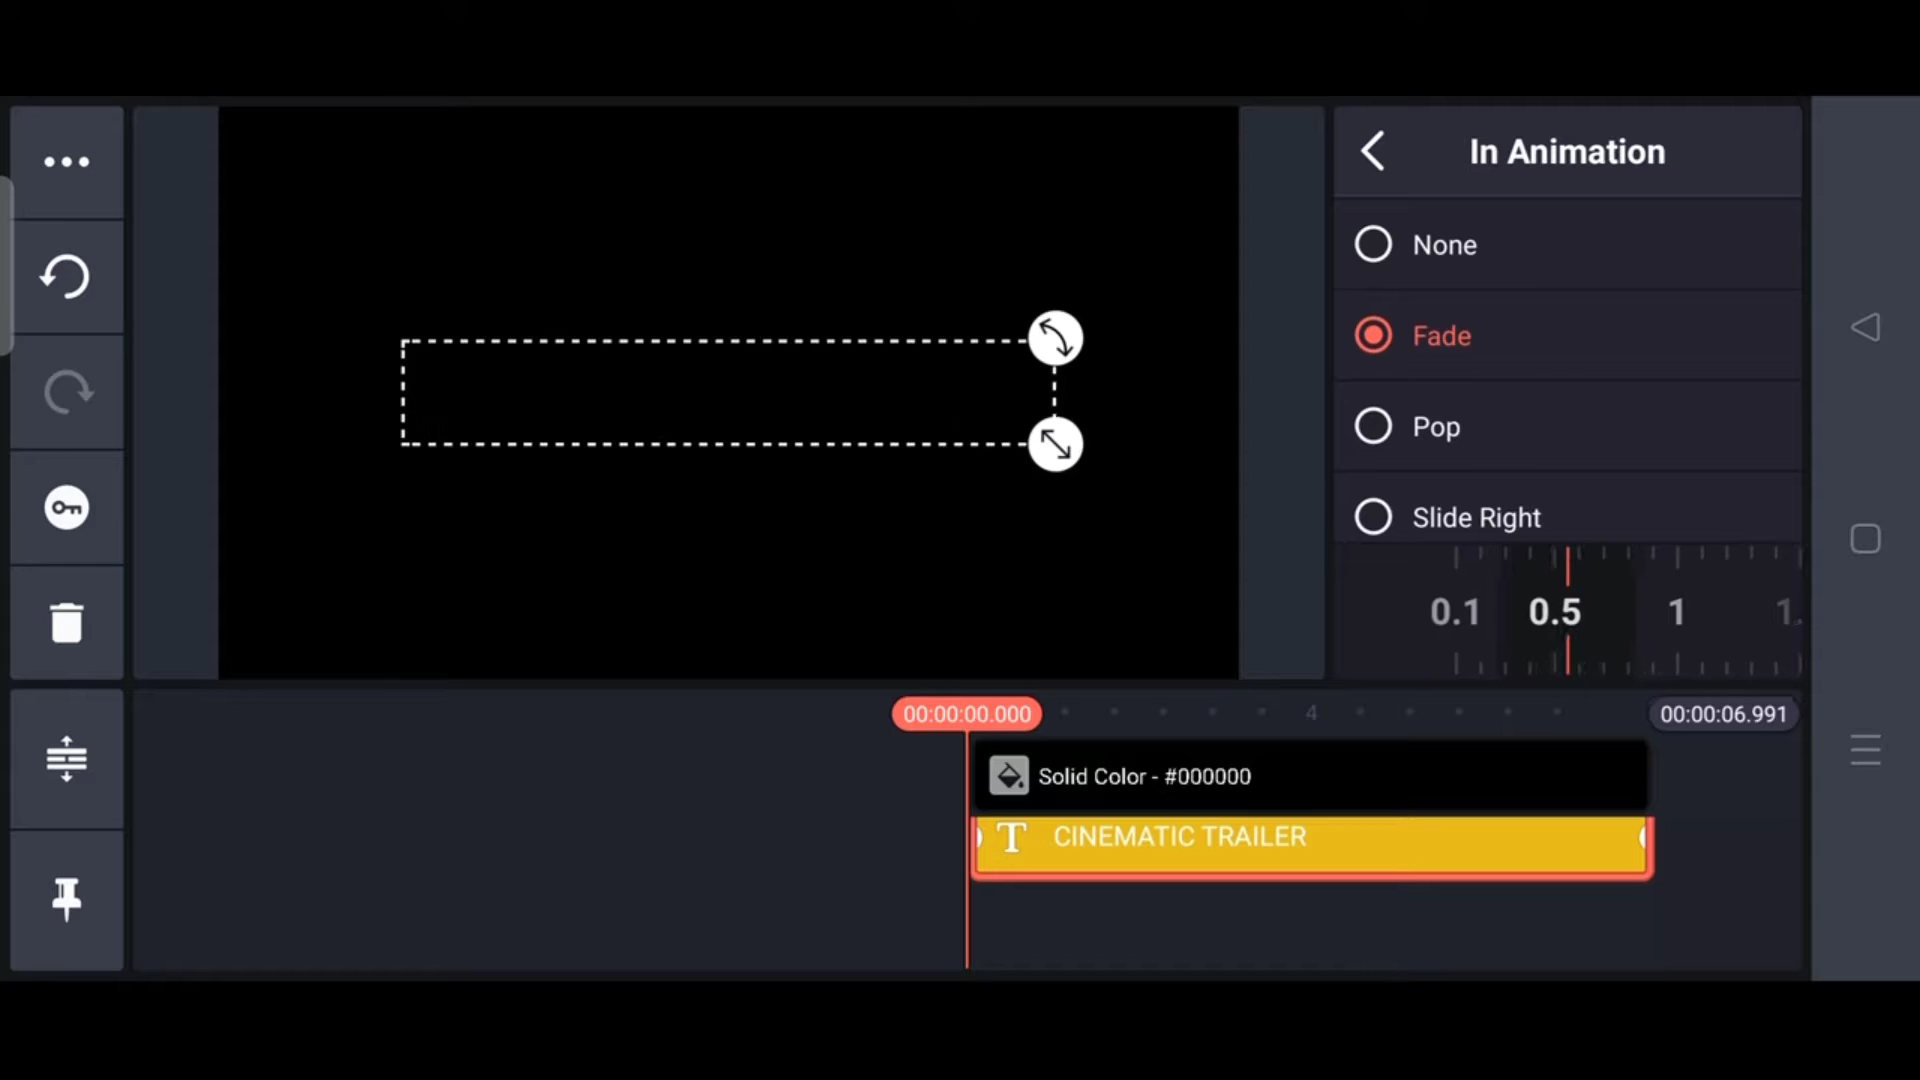 In Animation
None
Fade
Pop
Slide Right
0.1 0.5 1 1.
00:00:00.000 4 00:00:06.991
Solid Color - #000000
T CINEMATIC TRAILER